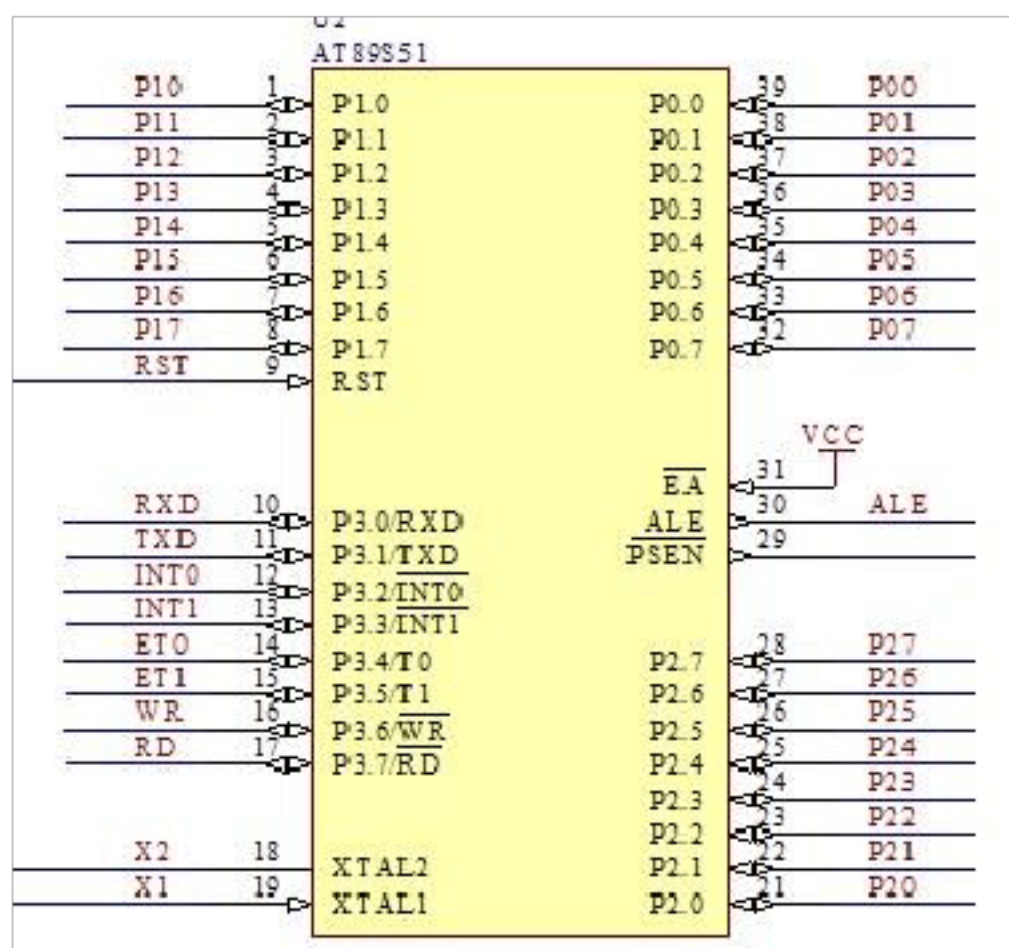 U2
AT89S51
P10 1 P1.0 P0.0 39 P00
P11 2 P1.1 P0.1 38 P01
P12 3 P1.2 P0.2 37 P02
P13 4 P1.3 P0.3 36 P03
P14 5 P1.4 P0.4 35 P04
P15 6 P1.5 P0.5 34 P05
P16 7 P1.6 P0.6 33 P06
P17 8 P1.7 P0.7 32 P07
RST 9 RST
VCC
EA 31
RXD 10 P3.0/RXD ALE 30 ALE
TXD 11 P3.1/TXD PSEN 29
INT0 12 P3.2/INT0
INT1 13 P3.3/INT1
ET0 14 P3.4/T0 P2.7 28 P27
ET1 15 P3.5/T1 P2.6 27 P26
WR 16 P3.6/WR P2.5 26 P25
RD 17 P3.7/RD P2.4 25 P24
P2.3 24 P23
P2.2 23 P22
X2 18 XTAL2 P2.1 22 P21
X1 19 XTAL1 P2.0 21 P20